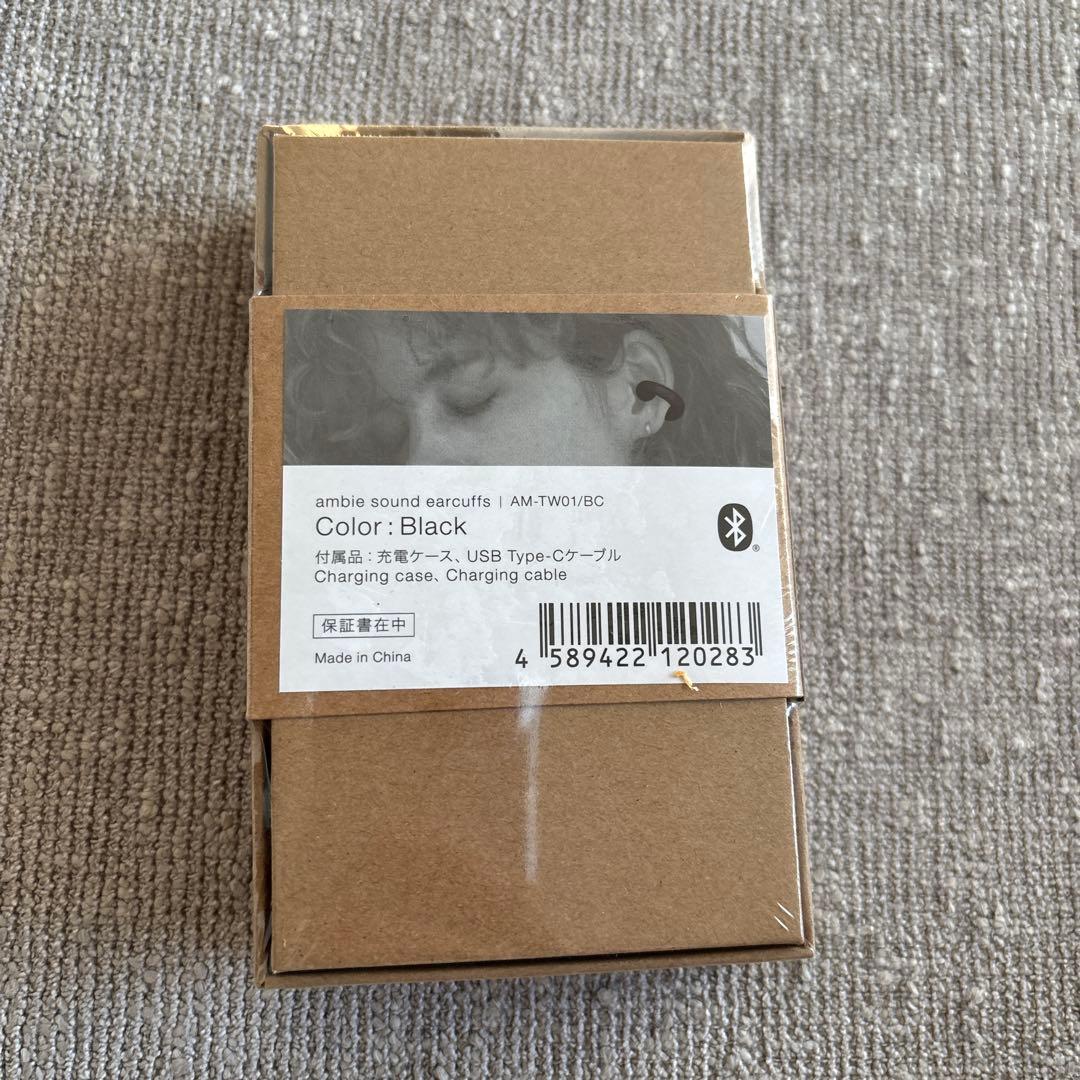 ambie sound earcuffs | AM-TW01/BC
Color : Black
付属品：充電ケース、USB Type-Cケーブル
Charging case、Charging cable
保証書在中
Made in China
4 589422 120283